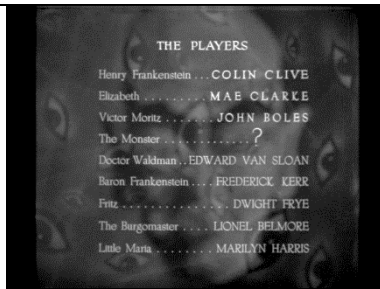 THE PLAYERS
Henry Frankenstein ... COLIN CLIVE
Elizabeth ......... MAE CLARKE
Victor Moritz ....... JOHN BOLES
The Monster .............?
Doctor Waldman .. EDWARD VAN SLOAN
Baron Frankenstein .... FREDERICK KERR
Fritz ................ DWIGHT FRYE
The Burgomaster .... LIONEL BELMORE
Little Maria ........ MARILYN HARRIS